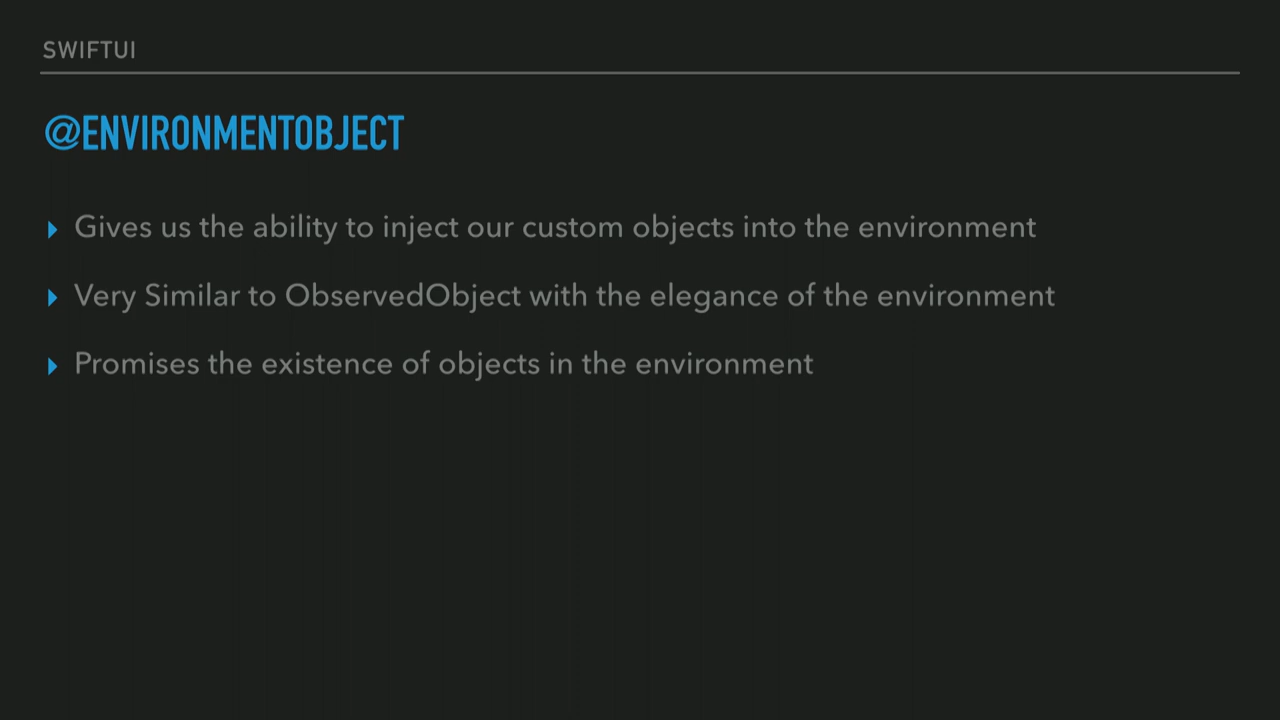 SWIFTUI
@ENVIRONMENTOBJECT
Gives us the ability to inject our custom objects into the environment
Very Similar to ObservedObject with the elegance of the environment
Promises the existence of objects in the environment